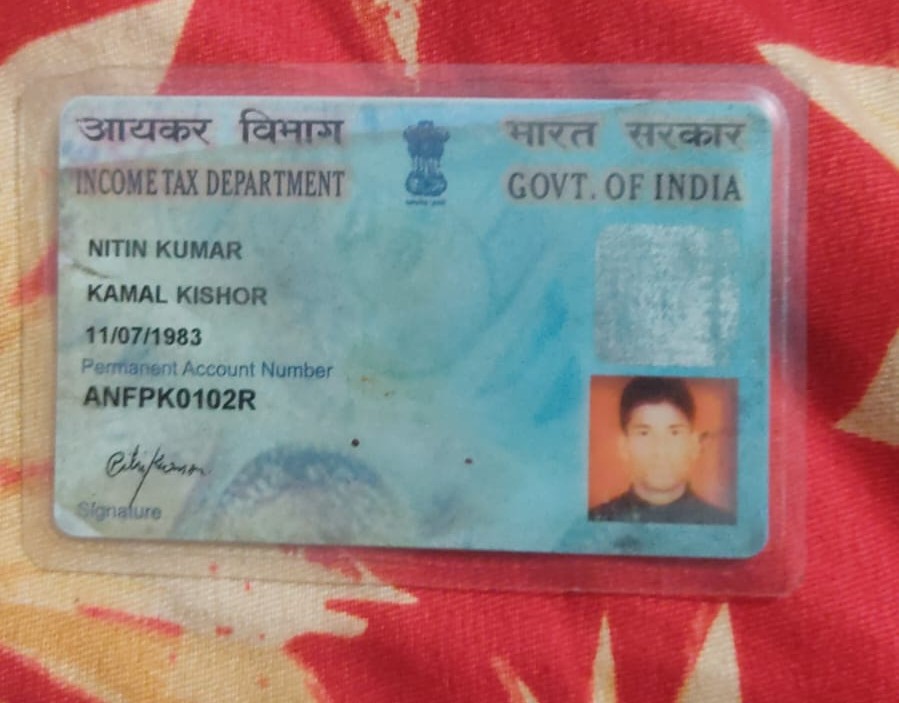 आयकर विभाग
भारत सरकार
INCOME TAX DEPARTMENT
GOVT. OF INDIA
NITIN KUMAR
KAMAL KISHOR
11/07/1983
Permanent Account Number
ANFPK0102R
Signature